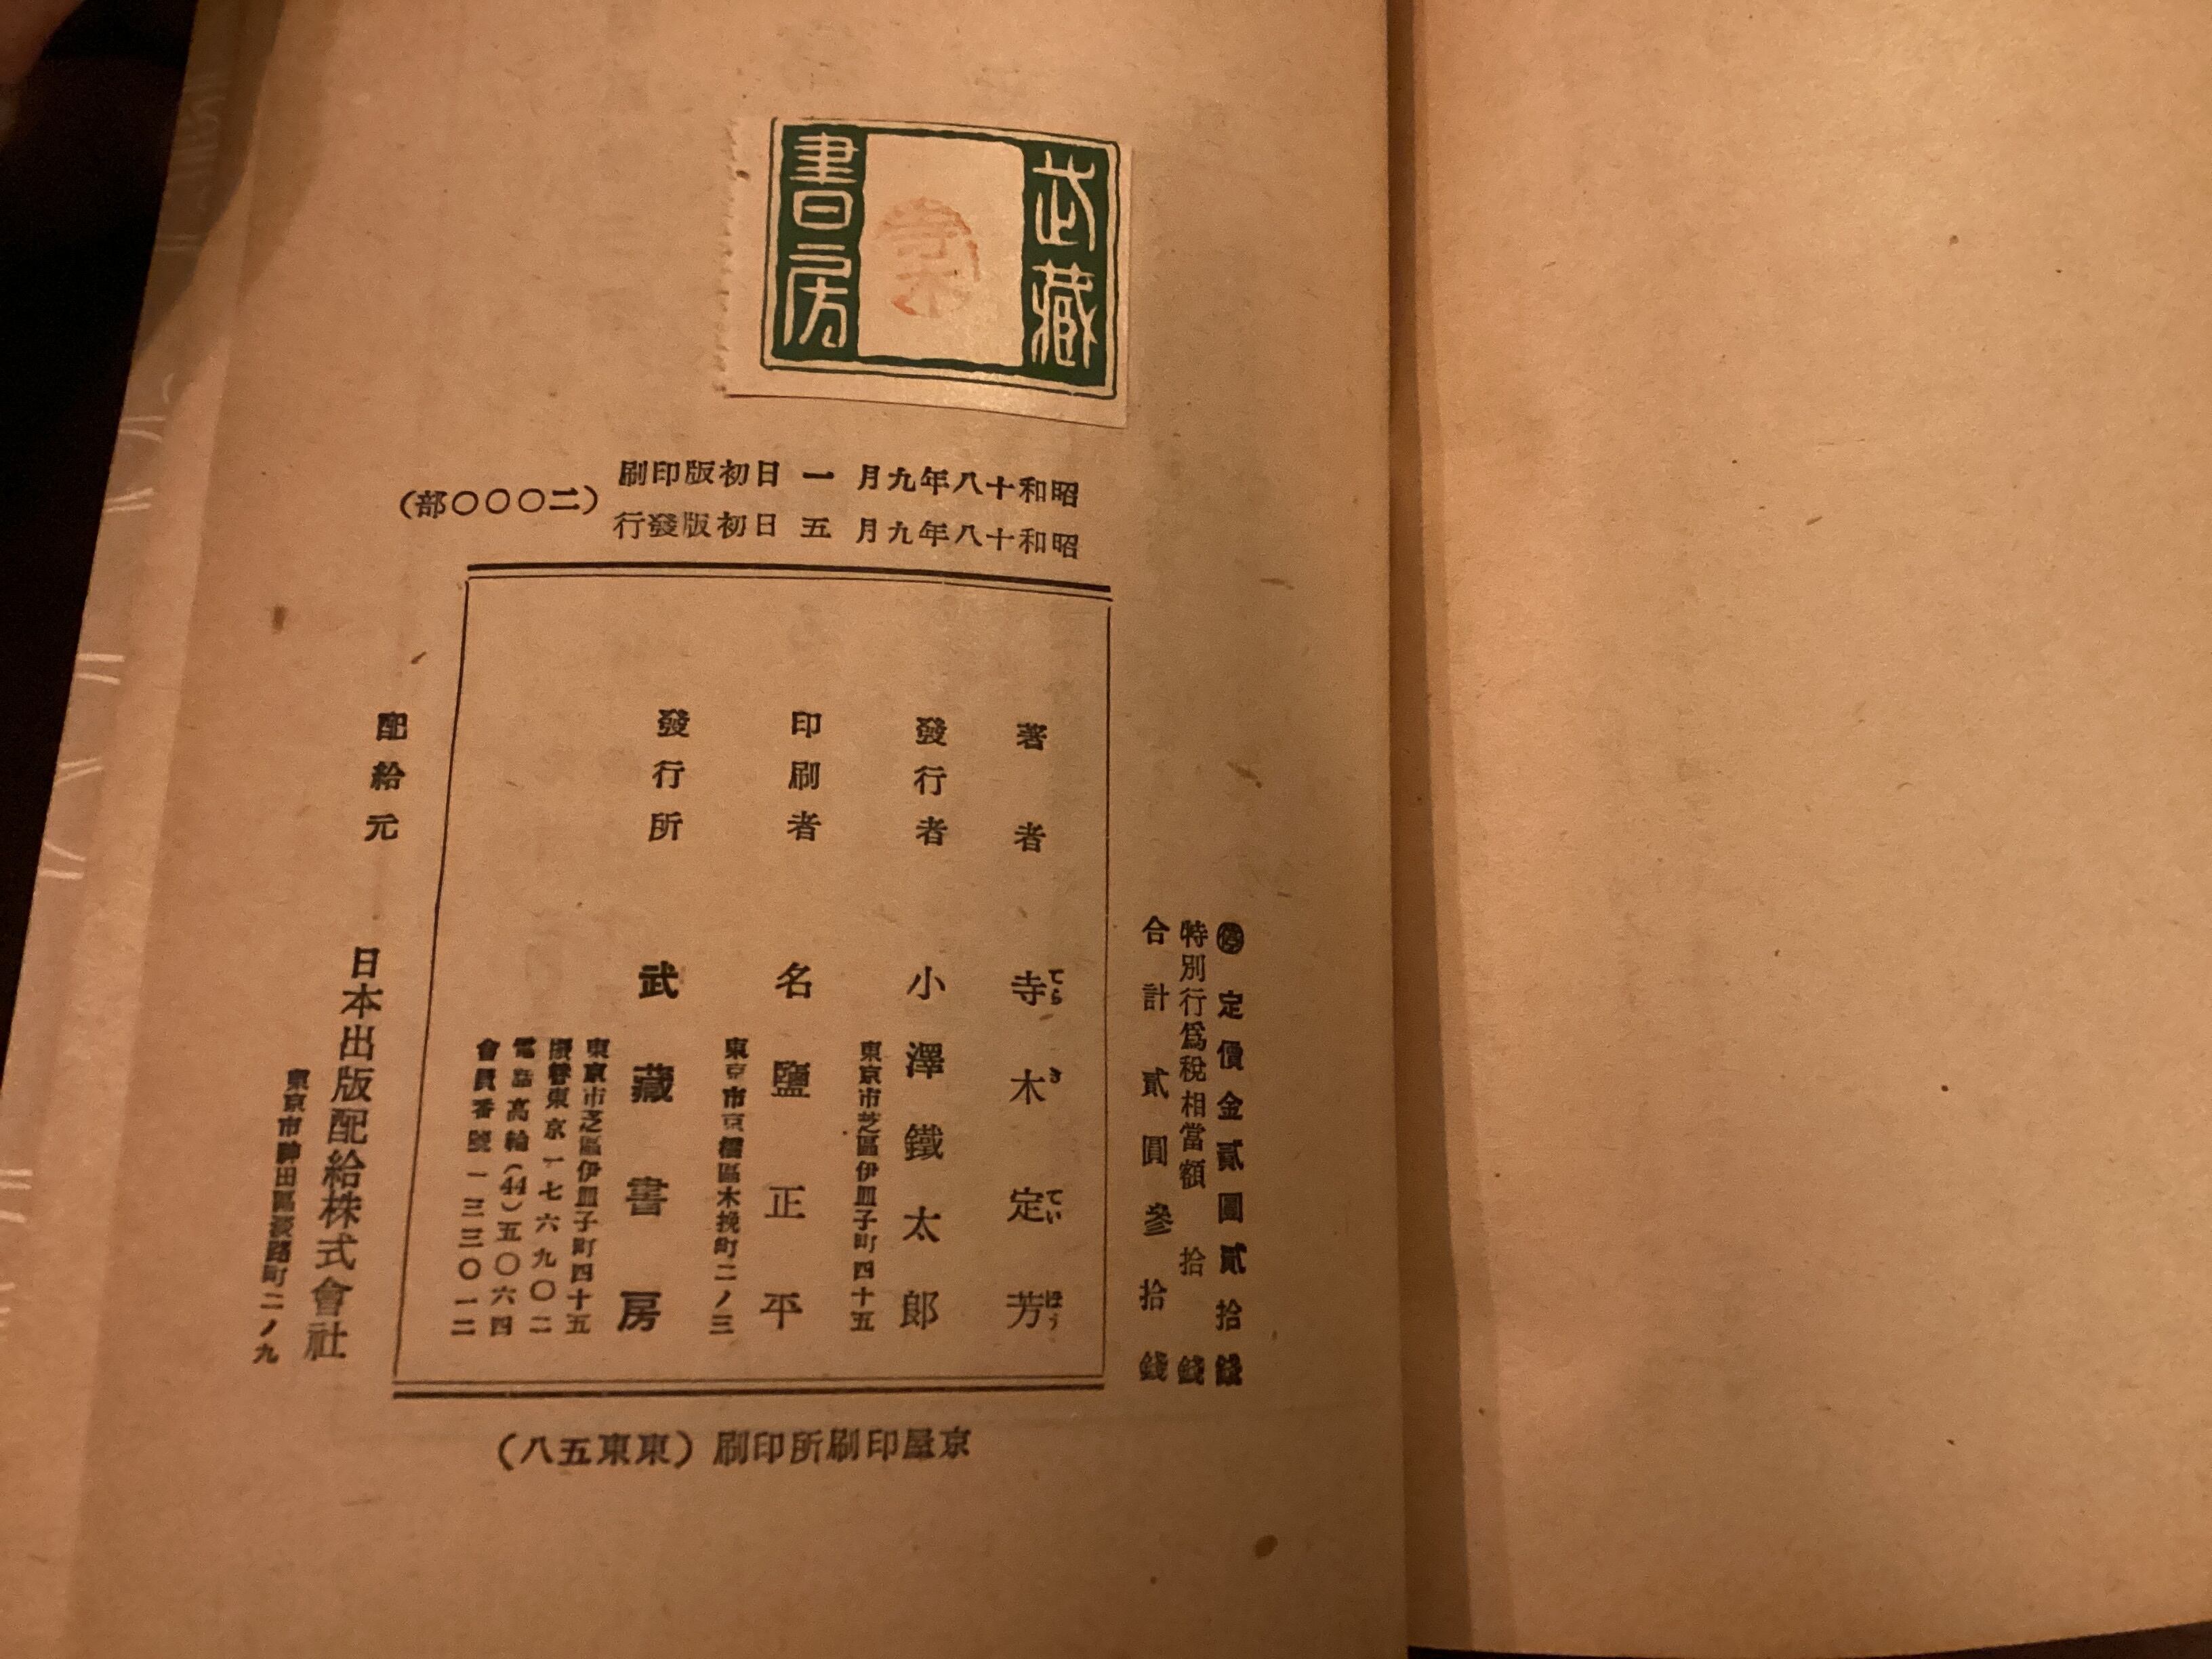 武藏
書房
寺木
昭和十八年九月一日初版印刷
昭和十八年九月五日初版發行
(二〇〇〇部)
停 定價金貳圓貳拾錢
特別行爲稅相當額 拾錢
合計 貳圓參拾錢
著者 寺木定芳
てらきていはう
發行者 小澤鐵太郎
東京市芝區伊皿子町四十五
印刷者 名鹽正平
東京市京橋區木挽町二ノ三
發行所 武藏書房
東京市芝區伊皿子町四十五
振替東京一七六九〇二
電話高輪(44)五〇六四
會員番號一三三〇一二
配給元 日本出版配給株式會社
東京市神田區淡路町二ノ九
京屋印刷所印刷(東東五八)